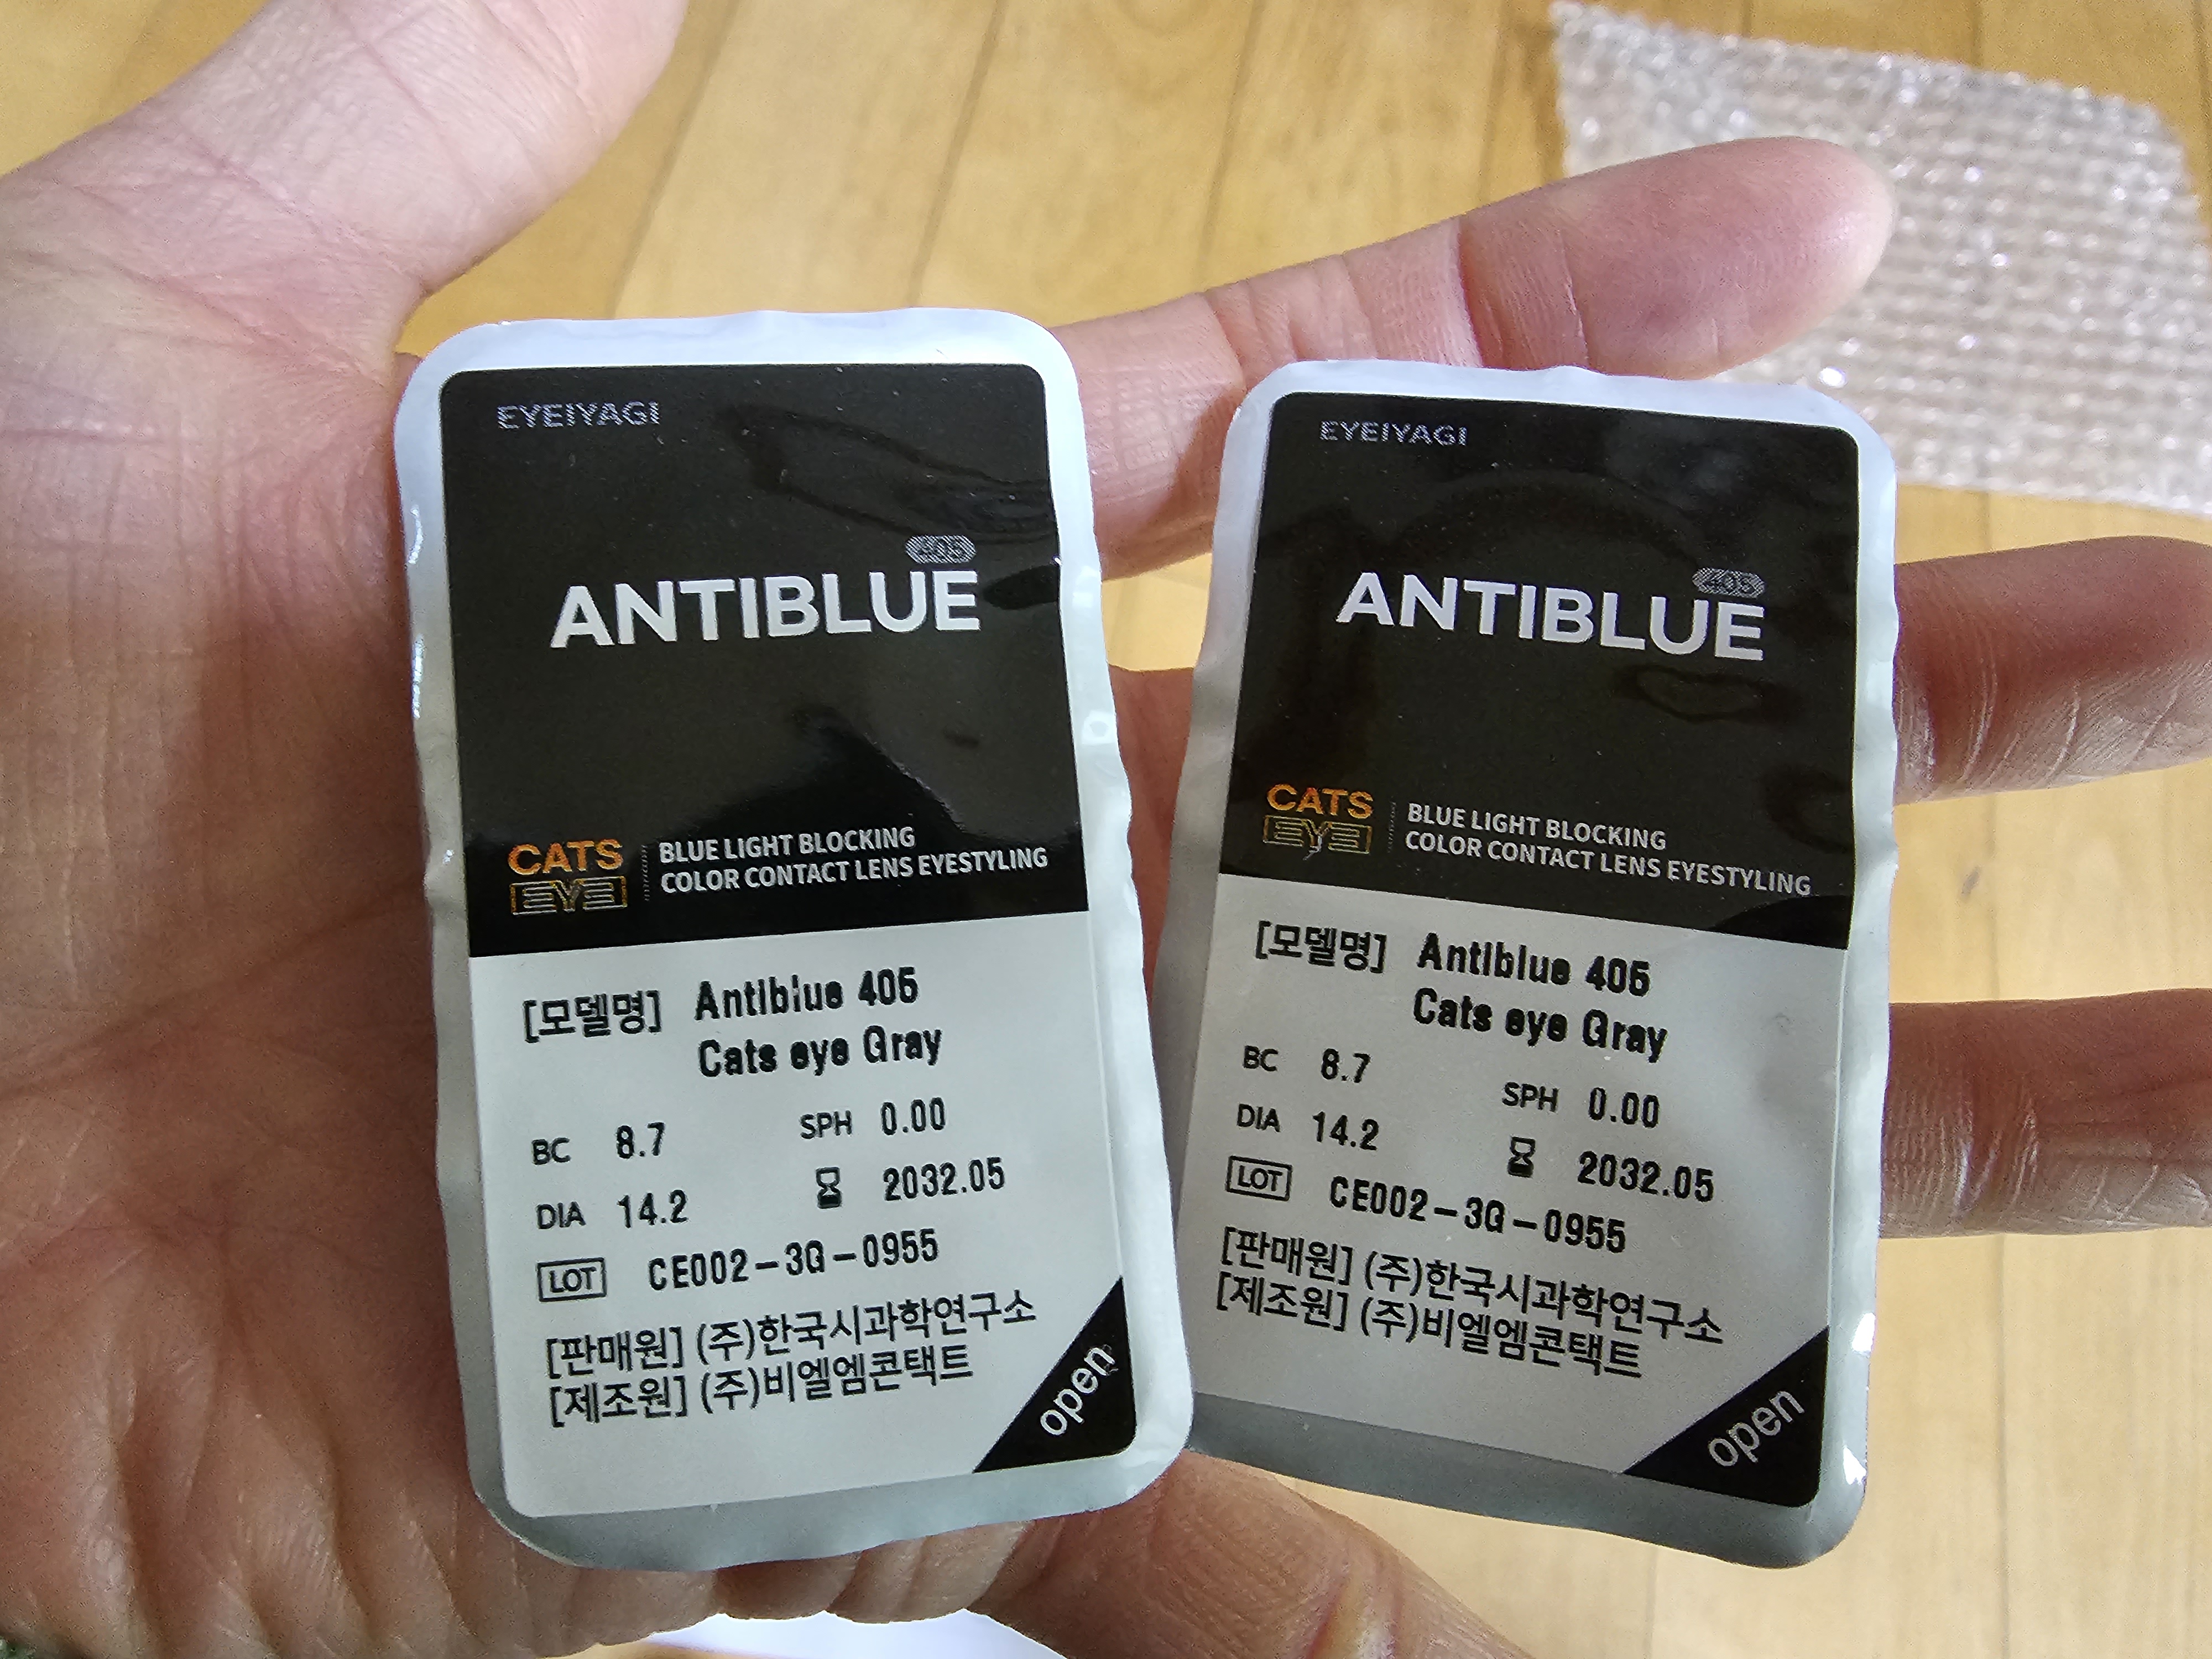 EYEIYAGI
405
ANTIBLUE
CATS
EYE
BLUE LIGHT BLOCKING
COLOR CONTACT LENS EYESTYLING
[모델명] Antiblue 405
Cats eye Gray
BC 8.7
SPH 0.00
DIA 14.2
2032.05
LOT CE002-3G-0955
[판매원] (주)한국시과학연구소
[제조원] (주)비엘엠콘택트
open
EYEIYAGI
405
ANTIBLUE
CATS
EYE
BLUE LIGHT BLOCKING
COLOR CONTACT LENS EYESTYLING
[모델명] Antiblue 405
Cats eye Gray
BC 8.7
SPH 0.00
DIA 14.2
2032.05
LOT CE002-3G-0955
[판매원] (주)한국시과학연구소
[제조원] (주)비엘엠콘택트
open